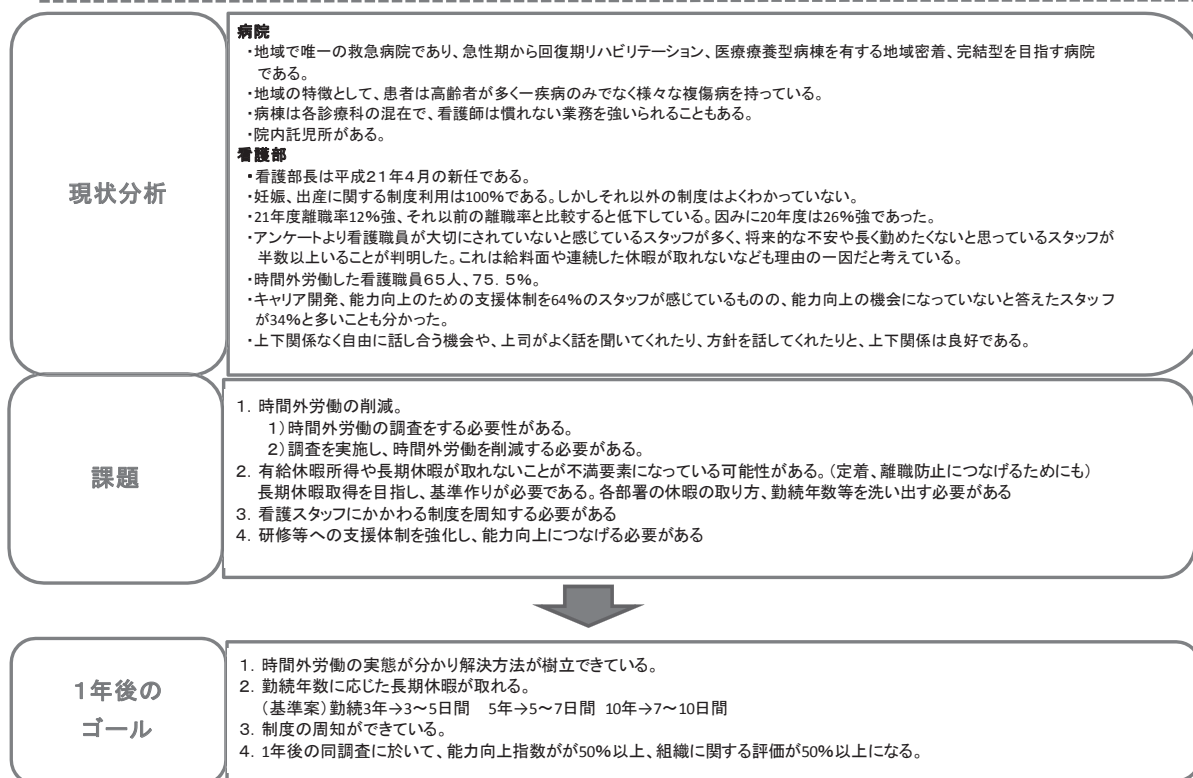 病院
・地域で唯一の救急病院であり、急性期から回復期リハビリテーション、医療療養型病棟を有する地域密着、完結型を目指す病院
である。
・地域の特徴として、患者は高齢者が多く一疾病のみでなく様々な複傷病を持っている。
・病棟は各診療科の混在で、看護師は慣れない業務を強いられることもある。
・院内託児所がある。
看護部
・看護部長は平成21年4月の新任である。
・妊娠、出産に関する制度利用は100%である。しかしそれ以外の制度はよくわかっていない。
・21年度離職率12%強、それ以前の離職率と比較すると低下している。因みに20年度は26%強であった。
・アンケートより看護職員が大切にされていないと感じているスタッフが多く、将来的な不安や長く勤めたくないと思っているスタッフが
半数以上いることが判明した。これは給料面や連続した休暇が取れないなども理由の一因だと考えている。
・時間外労働した看護職員65人、75.5%。
・キャリア開発、能力向上のための支援体制を64%のスタッフが感じているものの、能力向上の機会になっていないと答えたスタッフ
が34%と多いことも分かった。
・上下関係なく自由に話し合う機会や、上司がよく話を聞いてくれたり、方針を話してくれたりと、上下関係は良好である。
現状分析
1.時間外労働の削減。
1)時間外労働の調査をする必要性がある。
2)調査を実施し、時間外労働を削減する必要がある。
2.有給休暇所得や長期休暇が取れないことが不満要素になっている可能性がある。(定着、離職防止につなげるためにも)
長期休暇取得を目指し、基準作りが必要である。各部署の休暇の取り方、勤続年数等を洗い出す必要がある
3.看護スタッフにかかわる制度を周知する必要がある
4.研修等への支援体制を強化し、能力向上につなげる必要がある
課題
1.時間外労働の実態が分かり解決方法が樹立できている。
2.勤続年数に応じた長期休暇が取れる。
(基準案)勤続3年→3~5日間 5年→5~7日間 10年→7~10日間
3.制度の周知ができている。
4.1年後の同調査に於いて、能力向上指数がが50%以上、組織に関する評価が50%以上になる。
1年後の
ゴール